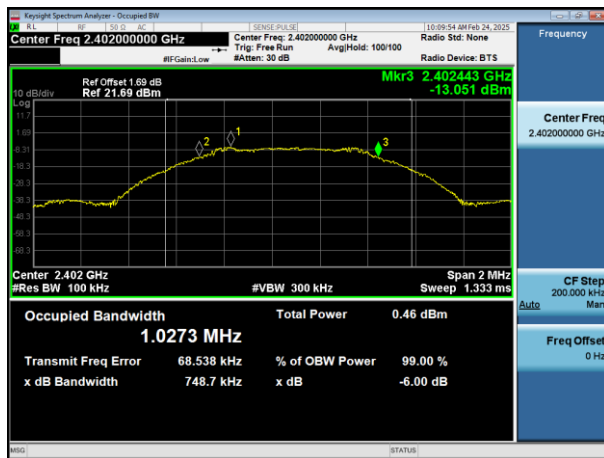 Keysight Spectrum Analyzer - Occupied BW
RL RF 50 Ω AC SENSE:PULSE 10:09:54 AM Feb 24, 2025
Center Freq 2.402000000 GHz Center Freq: 2.402000000 GHz Radio Std: None
Trig: Free Run Avg|Hold: 100/100
#IFGain:Low #Atten: 30 dB Radio Device: BTS
Frequency
Mkr3 2.402443 GHz
-13.051 dBm
Ref Offset 1.69 dB
10 dB/div Ref 21.69 dBm
Log
11.7
1.69
-8.31
-18.3
-28.3
-38.3
-48.3
-58.3
-68.3
2
1
3
Center 2.402 GHz Span 2 MHz
#Res BW 100 kHz #VBW 300 kHz Sweep 1.333 ms
Occupied Bandwidth Total Power 0.46 dBm
1.0273 MHz
Transmit Freq Error 68.538 kHz % of OBW Power 99.00 %
x dB Bandwidth 748.7 kHz x dB -6.00 dB
Center Freq
2.402000000 GHz
CF Step
200.000 kHz
Auto Man
Freq Offset
0 Hz
MSG STATUS